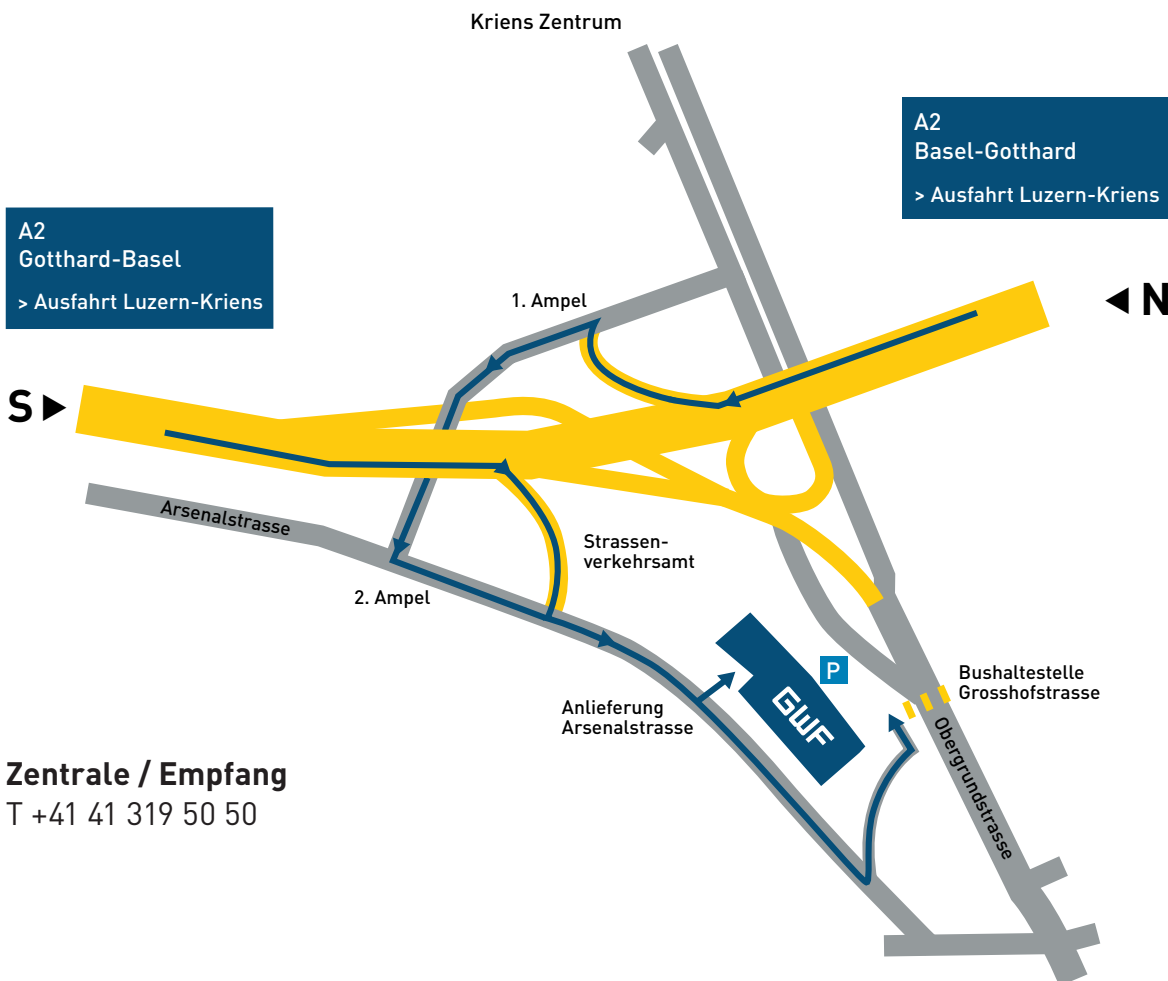 Kriens Zentrum
A2
Basel-Gotthard
> Ausfahrt Luzern-Kriens
A2
Gotthard-Basel
> Ausfahrt Luzern-Kriens
1. Ampel
N
S
Arsenalstrasse
Strassen-
verkehrsamt
2. Ampel
P
Bushaltestelle
Grosshofstrasse
GWF
Anlieferung
Arsenalstrasse
Obergrundstrasse
Zentrale / Empfang
T +41 41 319 50 50